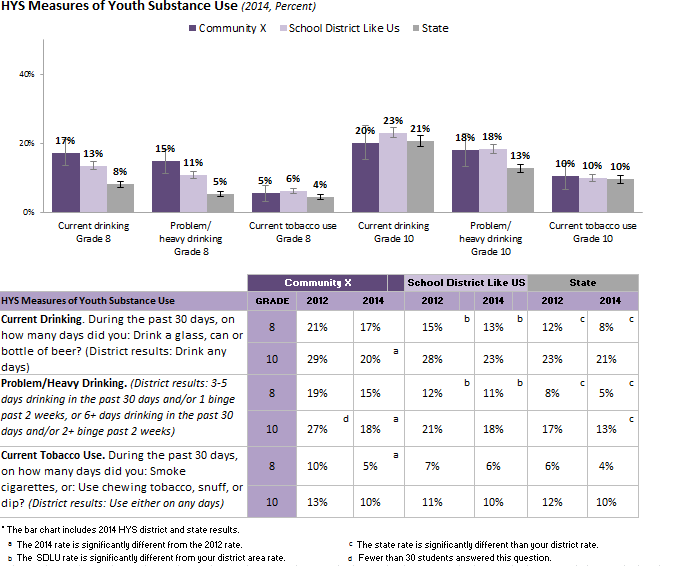 HYS Measures of Youth Substance Use (2014, Percent)
Community X School District Like Us State
40%
20%
0%
17% 13% 8% 15% 11% 5% 5% 6% 4% 20% 23% 21% 18% 18% 13% 10% 10% 10%
Current drinking Grade 8
Problem/ heavy drinking Grade 8
Current tobacco use Grade 8
Current drinking Grade 10
Problem/ heavy drinking Grade 10
Current tobacco use Grade 10
Community X School District Like US State
HYS Measures of Youth Substance Use GRADE 2012 2014 2012 2014 2012 2014
Current Drinking. During the past 30 days, on
how many days did you: Drink a glass, can or
bottle of beer? (District results: Drink any
days)
8 21% 17% 15% b 13% b 12% c 8% c
10 29% 20% a 28% 23% 23% 21%
Problem/Heavy Drinking. (District results: 3-5
days drinking in the past 30 days and/or 1 binge
past 2 weeks, or 6+ days drinking in the past 30
days and/or 2+ binge past 2 weeks)
8 19% 15% 12% b 11% b 8% c 5% c
10 27% d 18% a 21% 18% 17% 13% c
Current Tobacco Use. During the past 30 days,
on how many days did you: Smoke
cigarettes, or: Use chewing tobacco, snuff, or
dip? (District results: Use either on any days)
8 10% 5% a 7% 6% 6% 4%
10 13% 10% 11% 10% 12% 10%
* The bar chart includes 2014 HYS district and state results.
a The 2014 rate is significantly different from the 2012 rate.
c The state rate is significantly different than your district rate.
b The SDLU rate is significantly different from your district area rate.
d Fewer than 30 students answered this question.